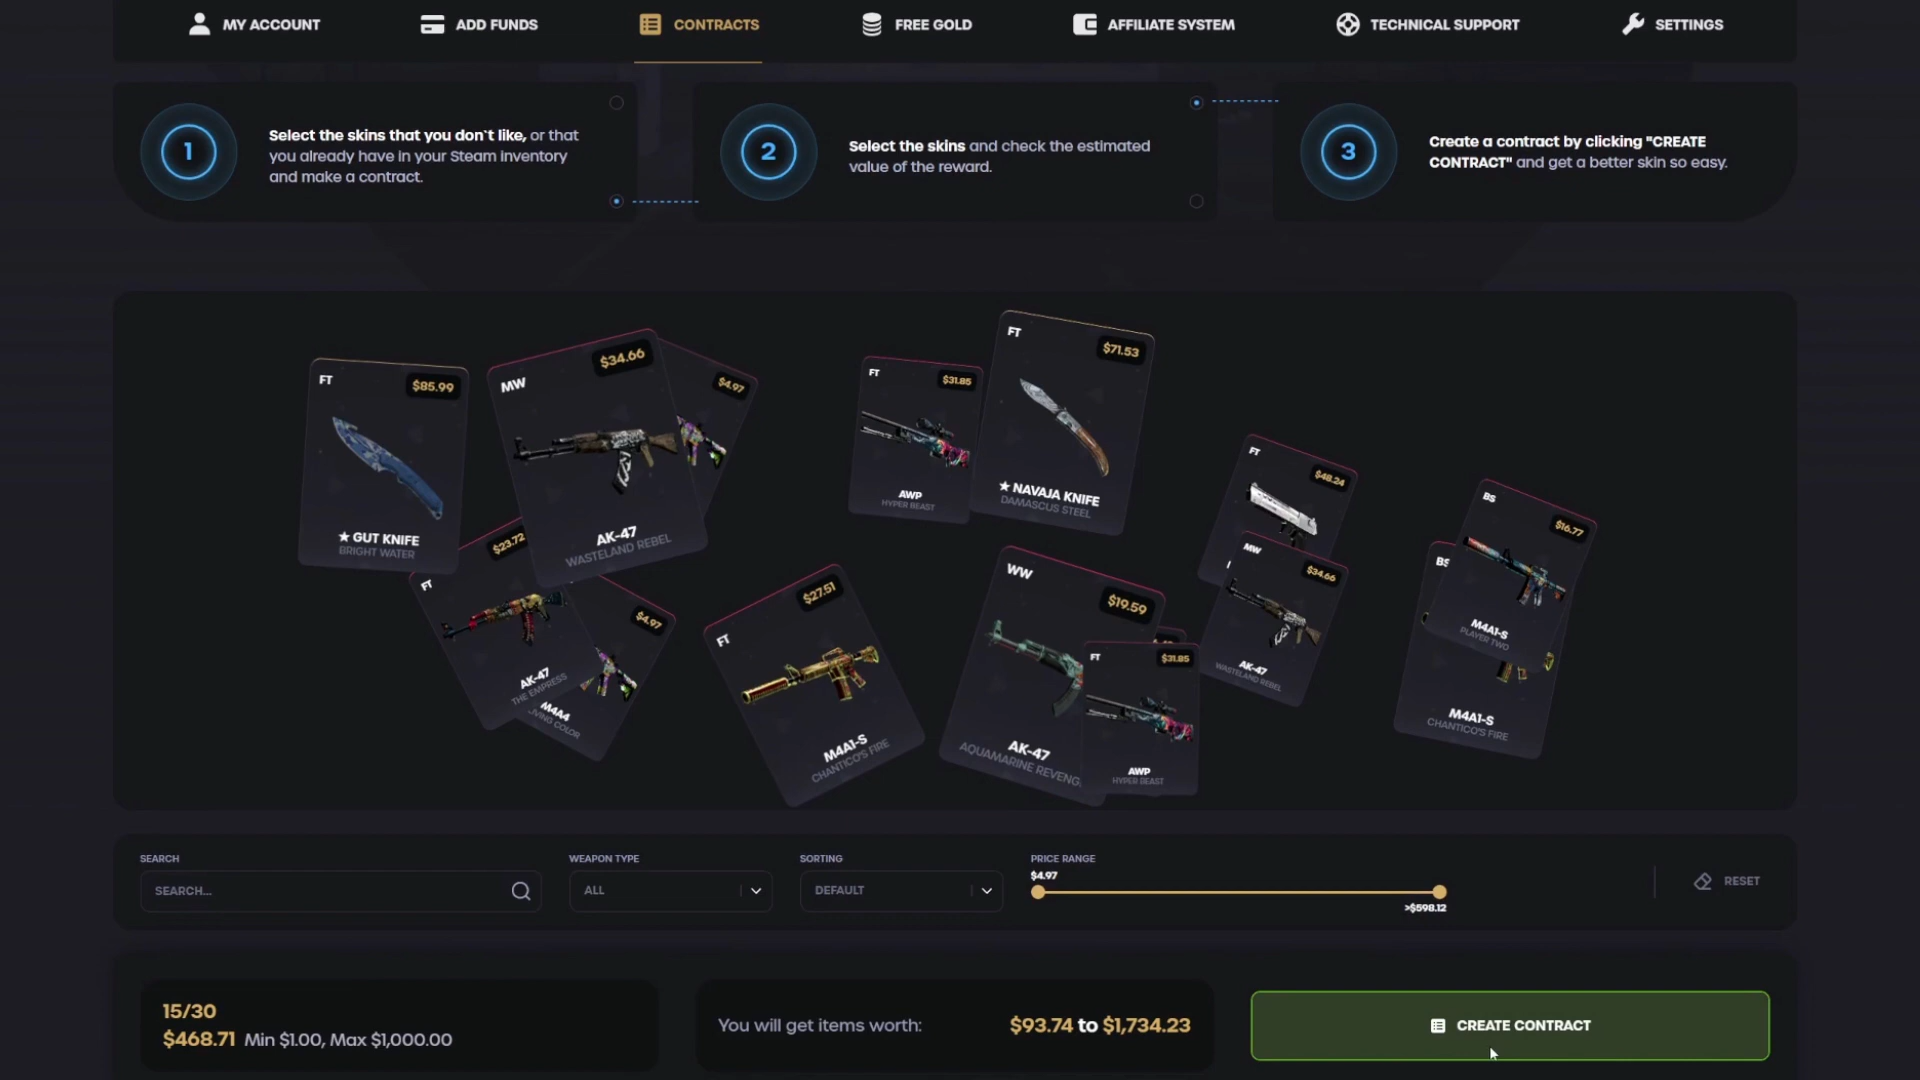 MY ACCOUNT
ADD FUNDS
CONTRACTS
FREE GOLD
AFFILIATE SYSTEM
TECHNICAL SUPPORT
SETTINGS
1
Select the skins that you don`t like, or that
you already have in your Steam inventory
and make a contract.
2
Select the skins and check the estimated
value of the reward.
3
Create a contract by clicking "CREATE
CONTRACT" and get a better skin so easy.
FT
$85.99
★ GUT KNIFE
BRIGHT WATER
MW
$34.66
AK-47
WASTELAND REBEL
$4.97
FT
$31.85
AWP
HYPER BEAST
FT
$71.53
★ NAVAJA KNIFE
DAMASCUS STEEL
FT
$48.24
BS
$16.77
M4A1-S
PLAYER TWO
FT
$23.72
AK-47
THE EMPRESS
$4.97
M4A4
LIVING COLOR
FT
$27.51
M4A1-S
CHANTICO'S FIRE
WW
$19.59
AK-47
AQUAMARINE REVENG
FT
$31.85
AWP
HYPER BEAST
MW
$34.66
AK-47
WASTELAND REBEL
BS
M4A1-S
CHANTICO'S FIRE
SEARCH
SEARCH...
WEAPON TYPE
ALL
SORTING
DEFAULT
PRICE RANGE
$4.97
>$598.12
RESET
15/30
$468.71 Min $1.00, Max $1,000.00
You will get items worth:
$93.74 to $1,734.23
CREATE CONTRACT